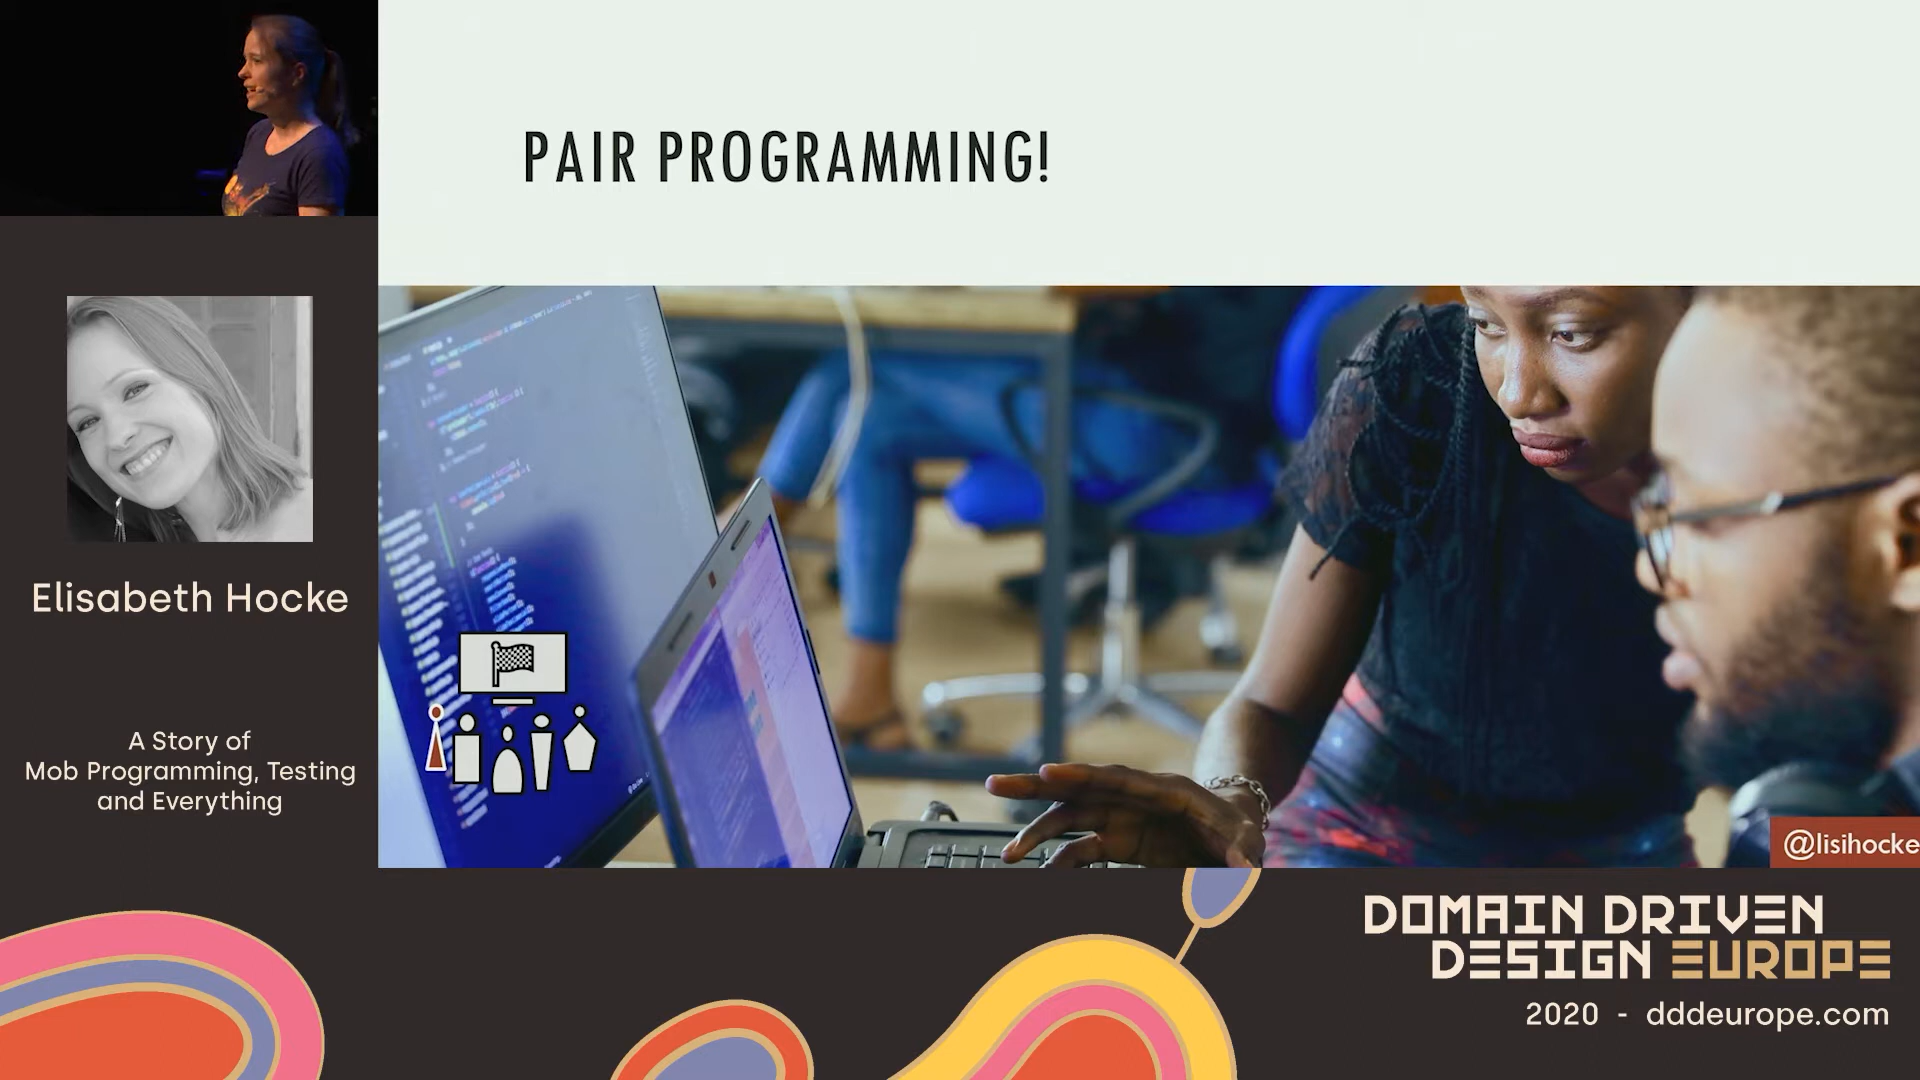 PAIR PROGRAMMING!
Elisabeth Hocke
A Story of
Mob Programming, Testing
and Everything
@lisihocke
DOMAIN DRIVEN
DESIGN EUROPE
2020 - dddeurope.com